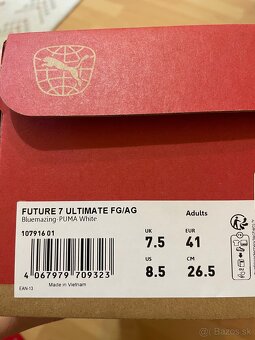 FUTURE 7 ULTIMATE FG/AG
Bluemazing-PUMA White
107916 01
Adults
UK EUR
7.5 41
US CM
8.5 26.5
4 067979 709323
EAN-13
Made in Vietnam
bazos.sk